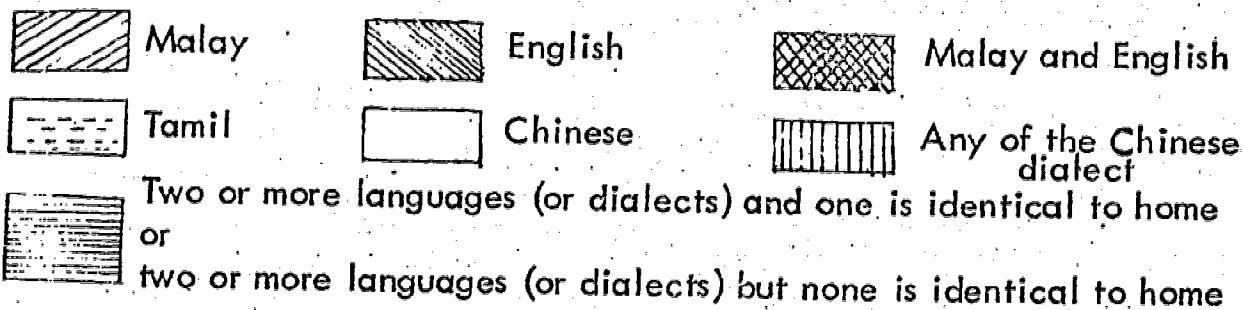 Malay English Malay and English
Tamil Chinese Any of the Chinese
dialect
Two or more languages (or dialects) and one is identical to home
or
two or more languages (or dialects) but none is identical to home